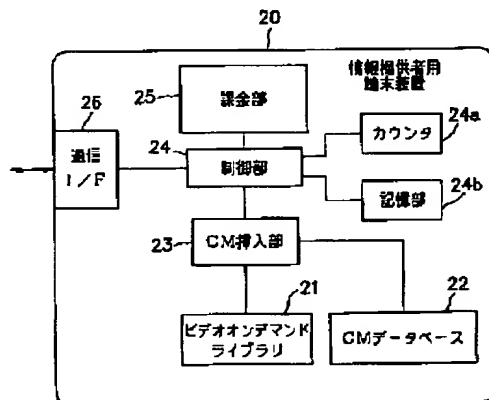 20
情報提供者用
端末装置
25
課金部
26
通信
I/F
24
制御部
カウンタ
24a
記憶部
24b
23
CM挿入部
21
ビデオオンデマンド
ライブラリ
22
CMデータベース